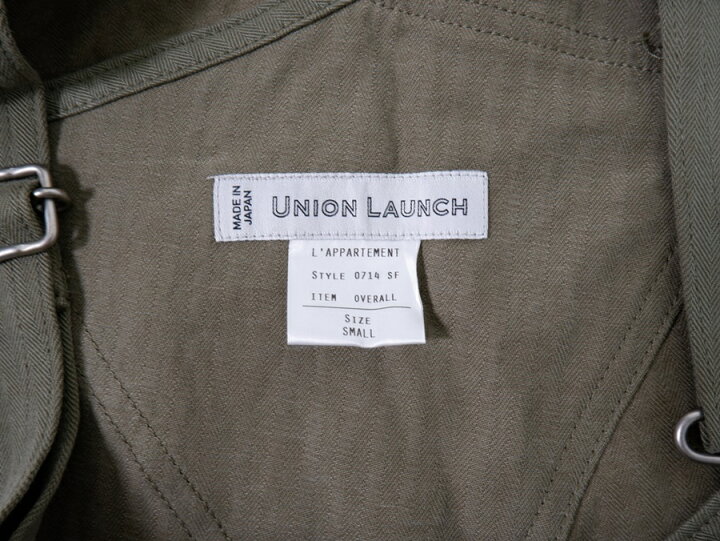 MADE IN
JAPAN
UNION LAUNCH
L'APPARTEMENT
STYLE 0714 SF
ITEM OVERALL
SIZE
SMALL